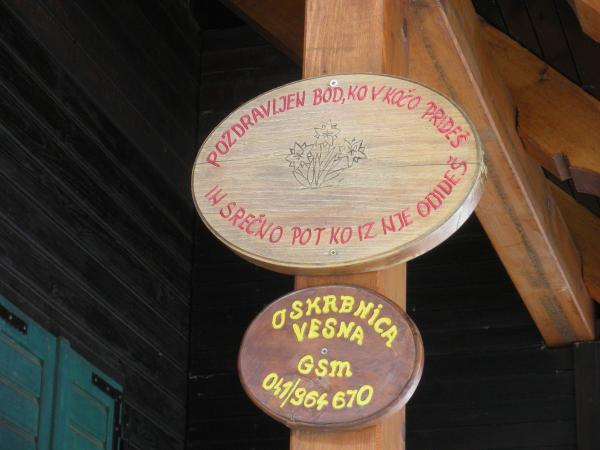 POZDRAVLJEN BOD, KO V KOČO PRIDEŠ
IN SREČNO POT KO IZ NJE ODIDEŠ
OSKRBNICA
VESNA
GSM
041/964 670